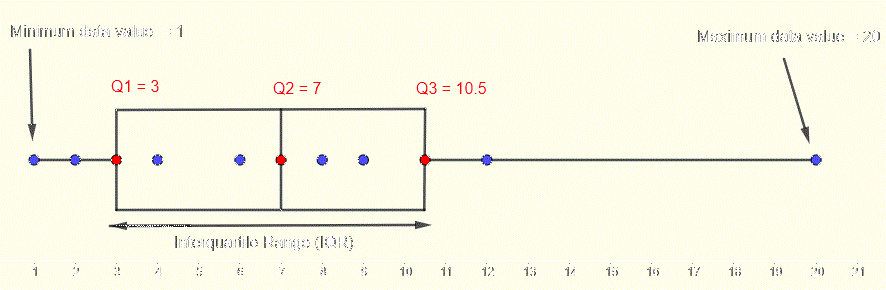 Minimum data value = 1
Maximum data value = 20
Q1 = 3
Q2 = 7
Q3 = 10.5
Interquartile Range (IQR)
1 2 3 4 5 6 7 8 9 10 11 12 13 14 15 16 17 18 19 20 21